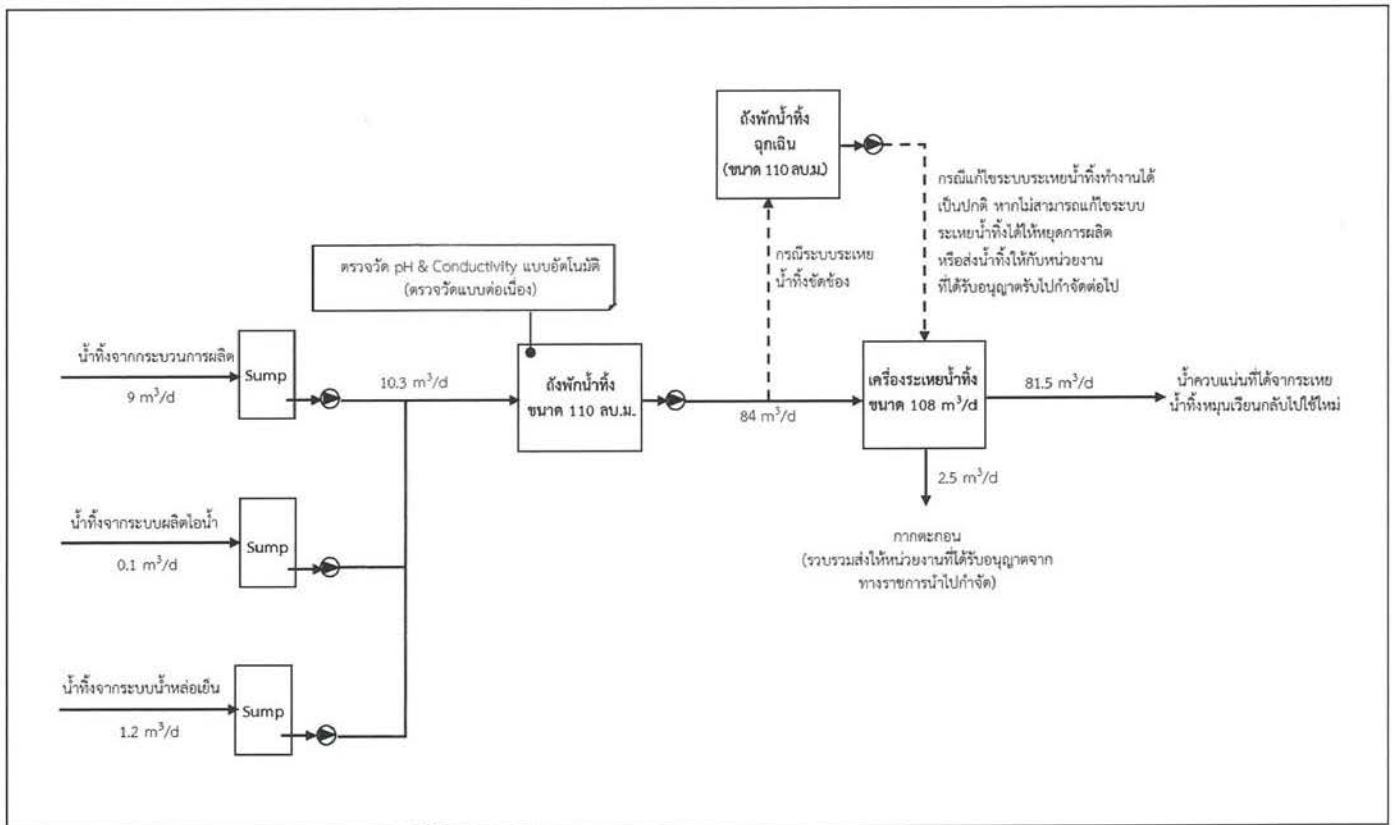 ถังพักน้ำทิ้ง
ฉุกเฉิน
(ขนาด 110 ลบ.ม.)
กรณีแก้ไขระบบระเหยน้ำทิ้งทำงานได้
เป็นปกติ หากไม่สามารถแก้ไขระบบ
ระเหยน้ำทิ้งได้ให้หยุดการผลิต
หรือส่งน้ำทิ้งให้กับหน่วยงาน
ที่ได้รับอนุญาตรับไปกำจัดต่อไป
กรณีระบบระเหย
น้ำทิ้งขัดข้อง
ตรวจวัด pH & Conductivity แบบอัตโนมัติ
(ตรวจวัดแบบต่อเนื่อง)
น้ำทิ้งจากกระบวนการผลิต
9 m³/d
Sump
10.3 m³/d
ถังพักน้ำทิ้ง
ขนาด 110 ลบ.ม.
84 m³/d
เครื่องระเหยน้ำทิ้ง
ขนาด 108 m³/d
81.5 m³/d
น้ำควบแน่นที่ได้จากระเหย
น้ำทิ้งหมุนเวียนกลับไปใช้ใหม่
2.5 m³/d
กากตะกอน
(รวบรวมส่งให้หน่วยงานที่ได้รับอนุญาตจาก
ทางราชการนำไปกำจัด)
น้ำทิ้งจากระบบผลิตไอน้ำ
0.1 m³/d
Sump
น้ำทิ้งจากระบบน้ำหล่อเย็น
1.2 m³/d
Sump